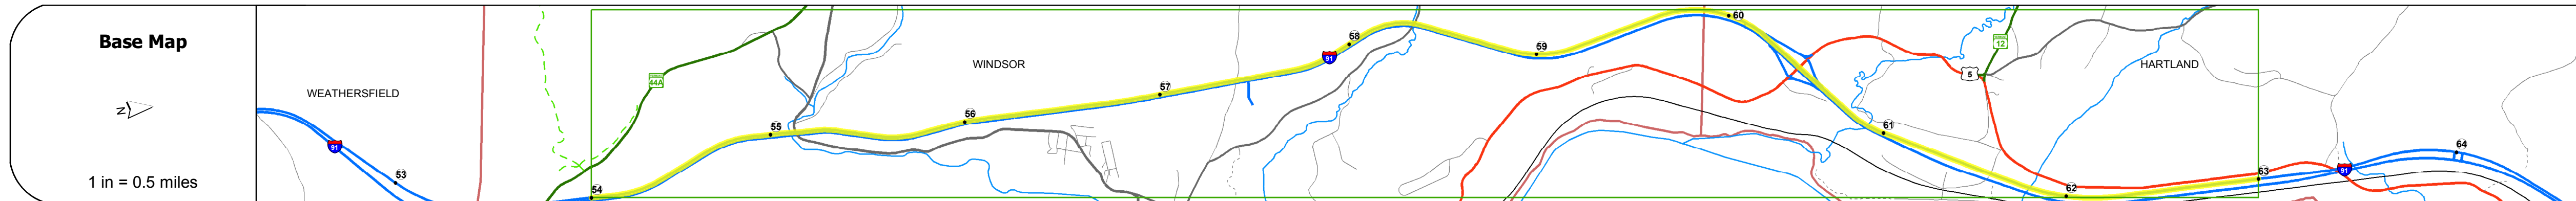 Base Map
N
1 in = 0.5 miles
WEATHERSFIELD
91
53
44A
54
55
WINDSOR
56
57
91
58
59
60
61
5
12
HARTLAND
62
63
91
64